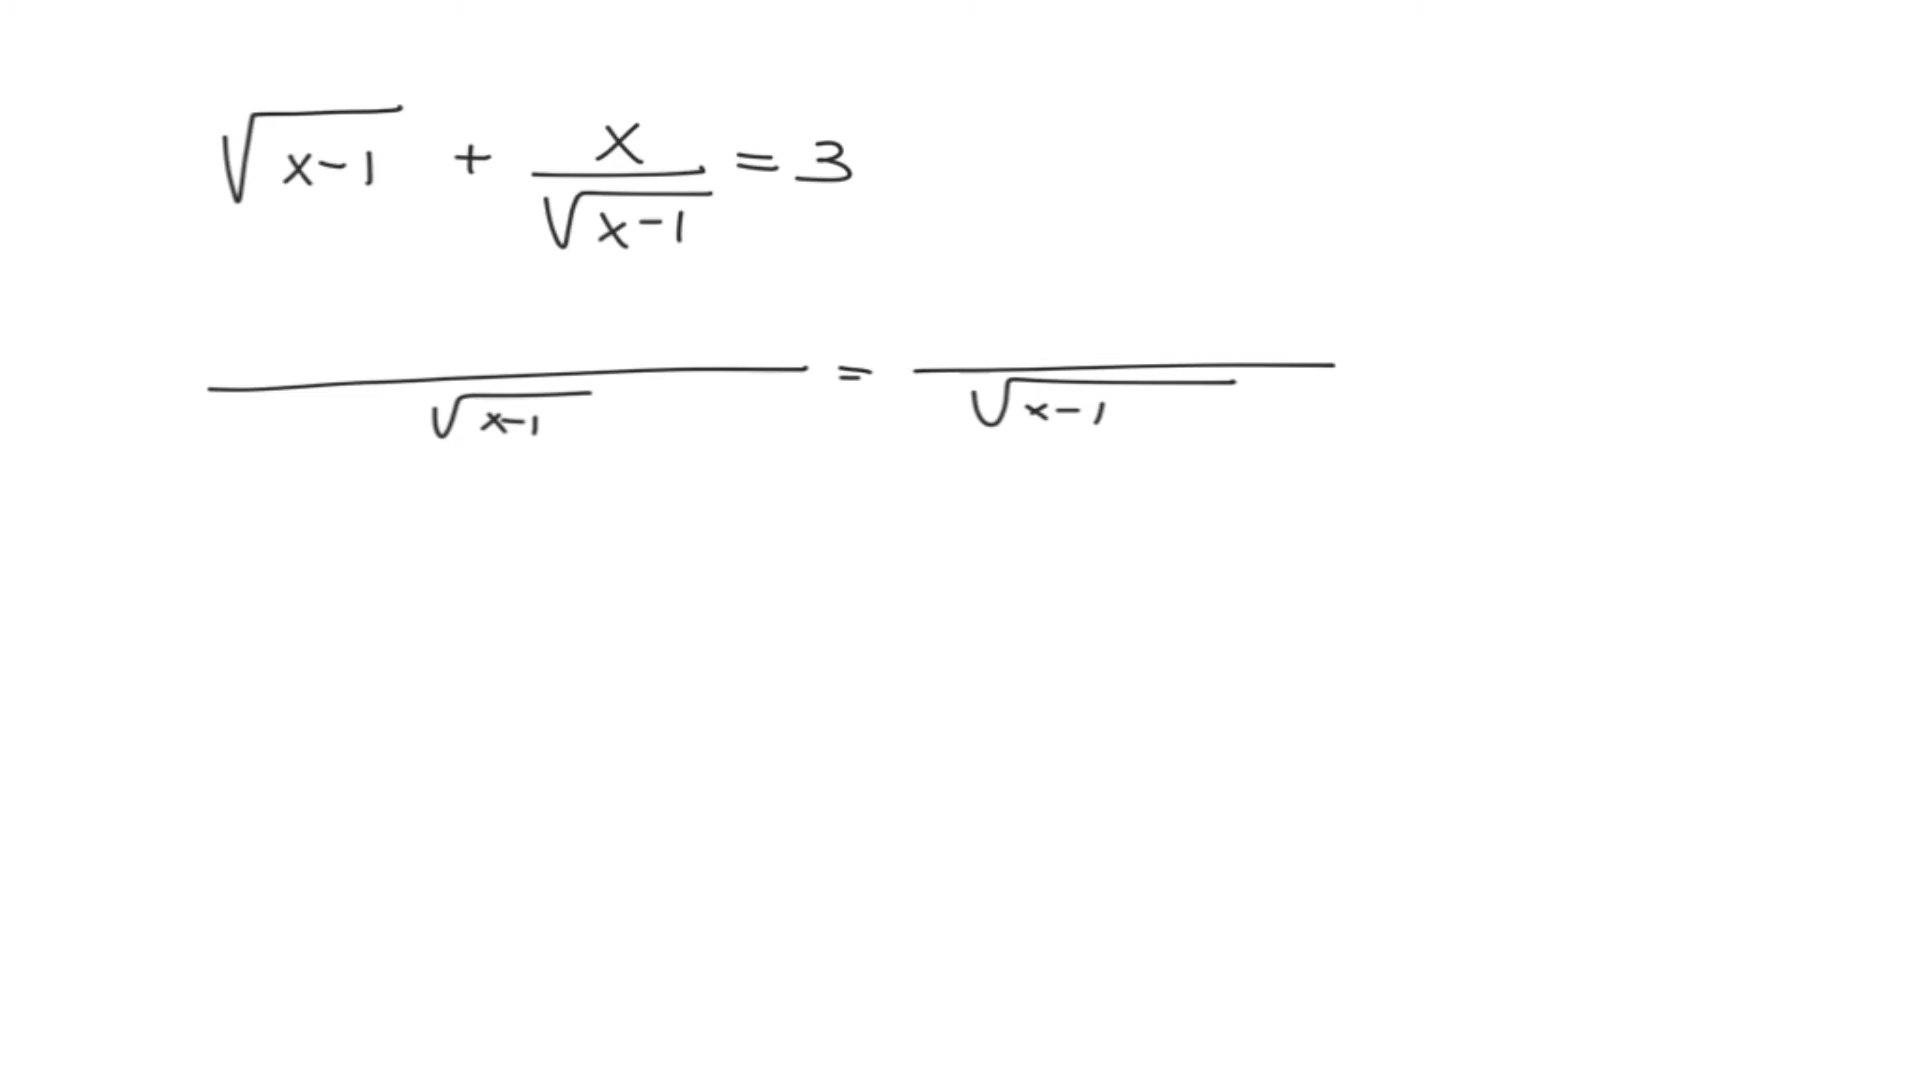 √(x-1) + x/√(x-1) = 3
/√(x-1) = /√(x-1)